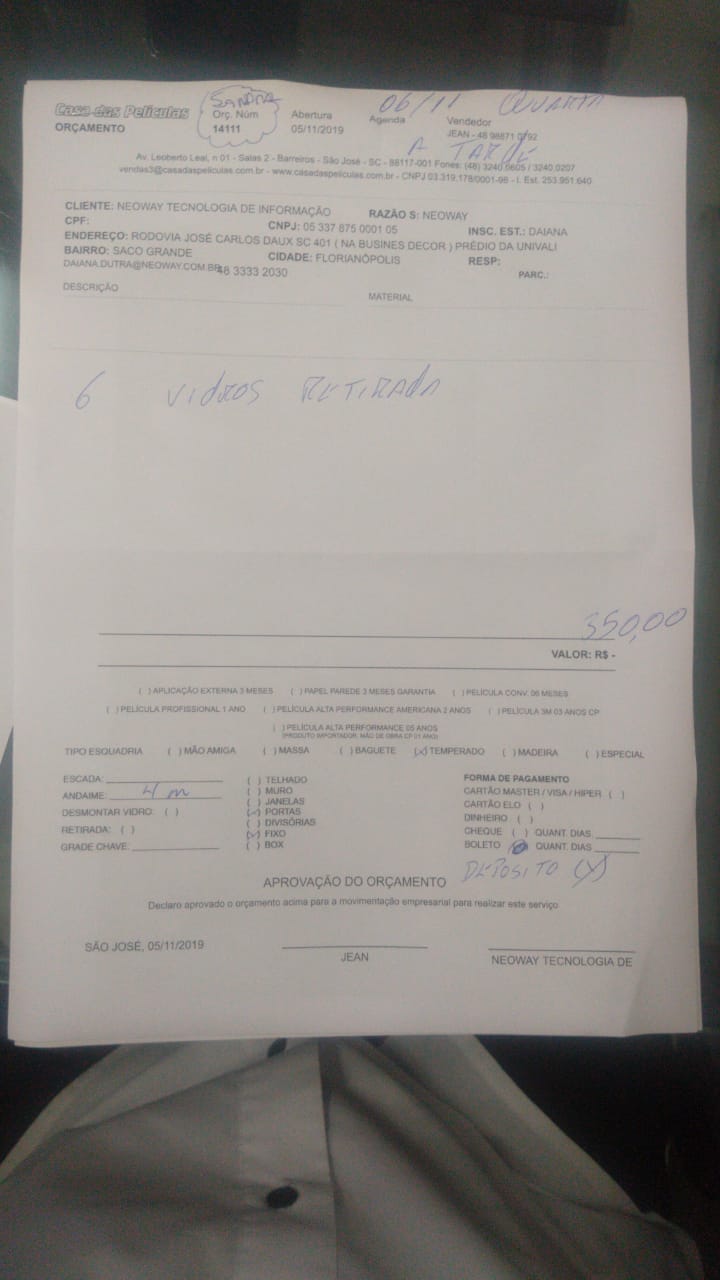 Casa das Películas
ORÇAMENTO
SANDRA
Orç. Núm
14111
Abertura
05/11/2019
06/11 QUARTA
Agenda
A TARDE
Vendedor
JEAN - 48 98871 0792
Av. Leoberto Leal, n 01 - Salas 2 - Barreiros - São José - SC - 88117-001 Fones: (48) 3240.0605 / 3240.0207
vendas3@casadaspeliculas.com.br - www.casadaspeliculas.com.br - CNPJ 03.319.178/0001-98 - I. Est. 253.951.640
CLIENTE: NEOWAY TECNOLOGIA DE INFORMAÇÃO RAZÃO S: NEOWAY
CPF: CNPJ: 05 337 875 0001 05 INSC. EST.: DAIANA
ENDEREÇO: RODOVIA JOSÉ CARLOS DAUX SC 401 ( NA BUSINES DECOR ) PRÉDIO DA UNIVALI
BAIRRO: SACO GRANDE CIDADE: FLORIANÓPOLIS RESP:
DAIANA.DUTRA@NEOWAY.COM.BR 48 3333 2030 PARC.:
DESCRIÇÃO MATERIAL
6 VIDROS RETIRADA
350,00
VALOR: R$ -
( ) APLICAÇÃO EXTERNA 3 MESES ( ) PAPEL PAREDE 3 MESES GARANTIA ( ) PELÍCULA CONV. 06 MESES
( ) PELÍCULA PROFISSIONAL 1 ANO ( ) PELÍCULA ALTA PERFORMANCE AMERICANA 2 ANOS ( ) PELÍCULA 3M 03 ANOS CP
( ) PELÍCULA ALTA PERFORMANCE 05 ANOS
(PRODUTO IMPORTADOR, MÃO DE OBRA CP 01 ANO)
TIPO ESQUADRIA ( ) MÃO AMIGA ( ) MASSA ( ) BAGUETE (X) TEMPERADO ( ) MADEIRA ( ) ESPECIAL
ESCADA:
ANDAIME: 4 m
DESMONTAR VIDRO: ( )
RETIRADA: ( )
GRADE CHAVE:
( ) TELHADO
( ) MURO
( ) JANELAS
(X) PORTAS
( ) DIVISÓRIAS
(X) FIXO
( ) BOX
FORMA DE PAGAMENTO
CARTÃO MASTER / VISA / HIPER ( )
CARTÃO ELO ( )
DINHEIRO ( )
CHEQUE ( ) QUANT. DIAS
BOLETO QUANT. DIAS
DEPOSITO (X)
APROVAÇÃO DO ORÇAMENTO
Declaro aprovado o orçamento acima para a movimentação empresarial para realizar este serviço
SÃO JOSÉ, 05/11/2019
JEAN
NEOWAY TECNOLOGIA DE